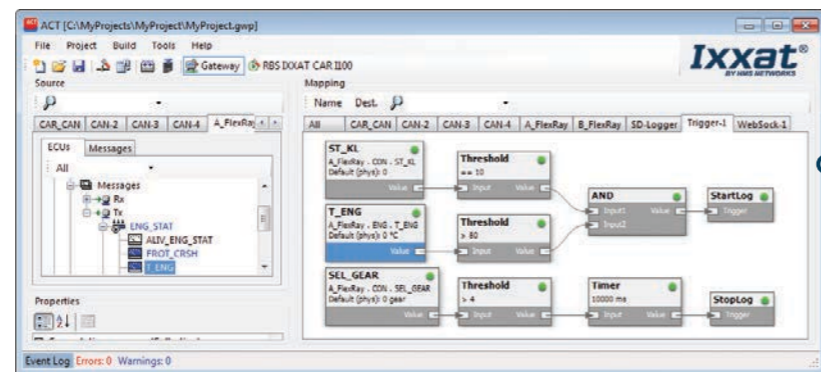 ACT [C:\MyProjects\MyProject\MyProject.gwp]
File Project Build Tools Help
Gateway RBS IXXAT CAR 1100
Ixxat®
BY HMS NETWORKS
Source
CAR_CAN CAN-2 CAN-3 CAN-4 A_FlexRa
ECUs Messages
All
Messages
Rx
Tx
ENG_STAT
ALIV_ENG_STAT
FROT_CRSH
T_ENG
Properties
Mapping
Name Dest.
All CAR_CAN CAN-2 CAN-3 CAN-4 A_FlexRay B_FlexRay SD-Logger Trigger-1 WebSock-1
ST_KL
A_FlexRay . CON . ST_KL
Default (phys): 0
Value
Threshold
== 10
Input Value
T_ENG
A_FlexRay . ENG . T_ENG
Default (phys): 0 °C
Value
Threshold
> 80
Input Value
AND
Input1 Value
Input2
StartLog
Trigger
SEL_GEAR
A_FlexRay . CON . SEL_GEAR
Default (phys): 0 gear
Value
Threshold
> 4
Input Value
Timer
10000 ms
Input Value
StopLog
Trigger
Event Log Errors: 0 Warnings: 0